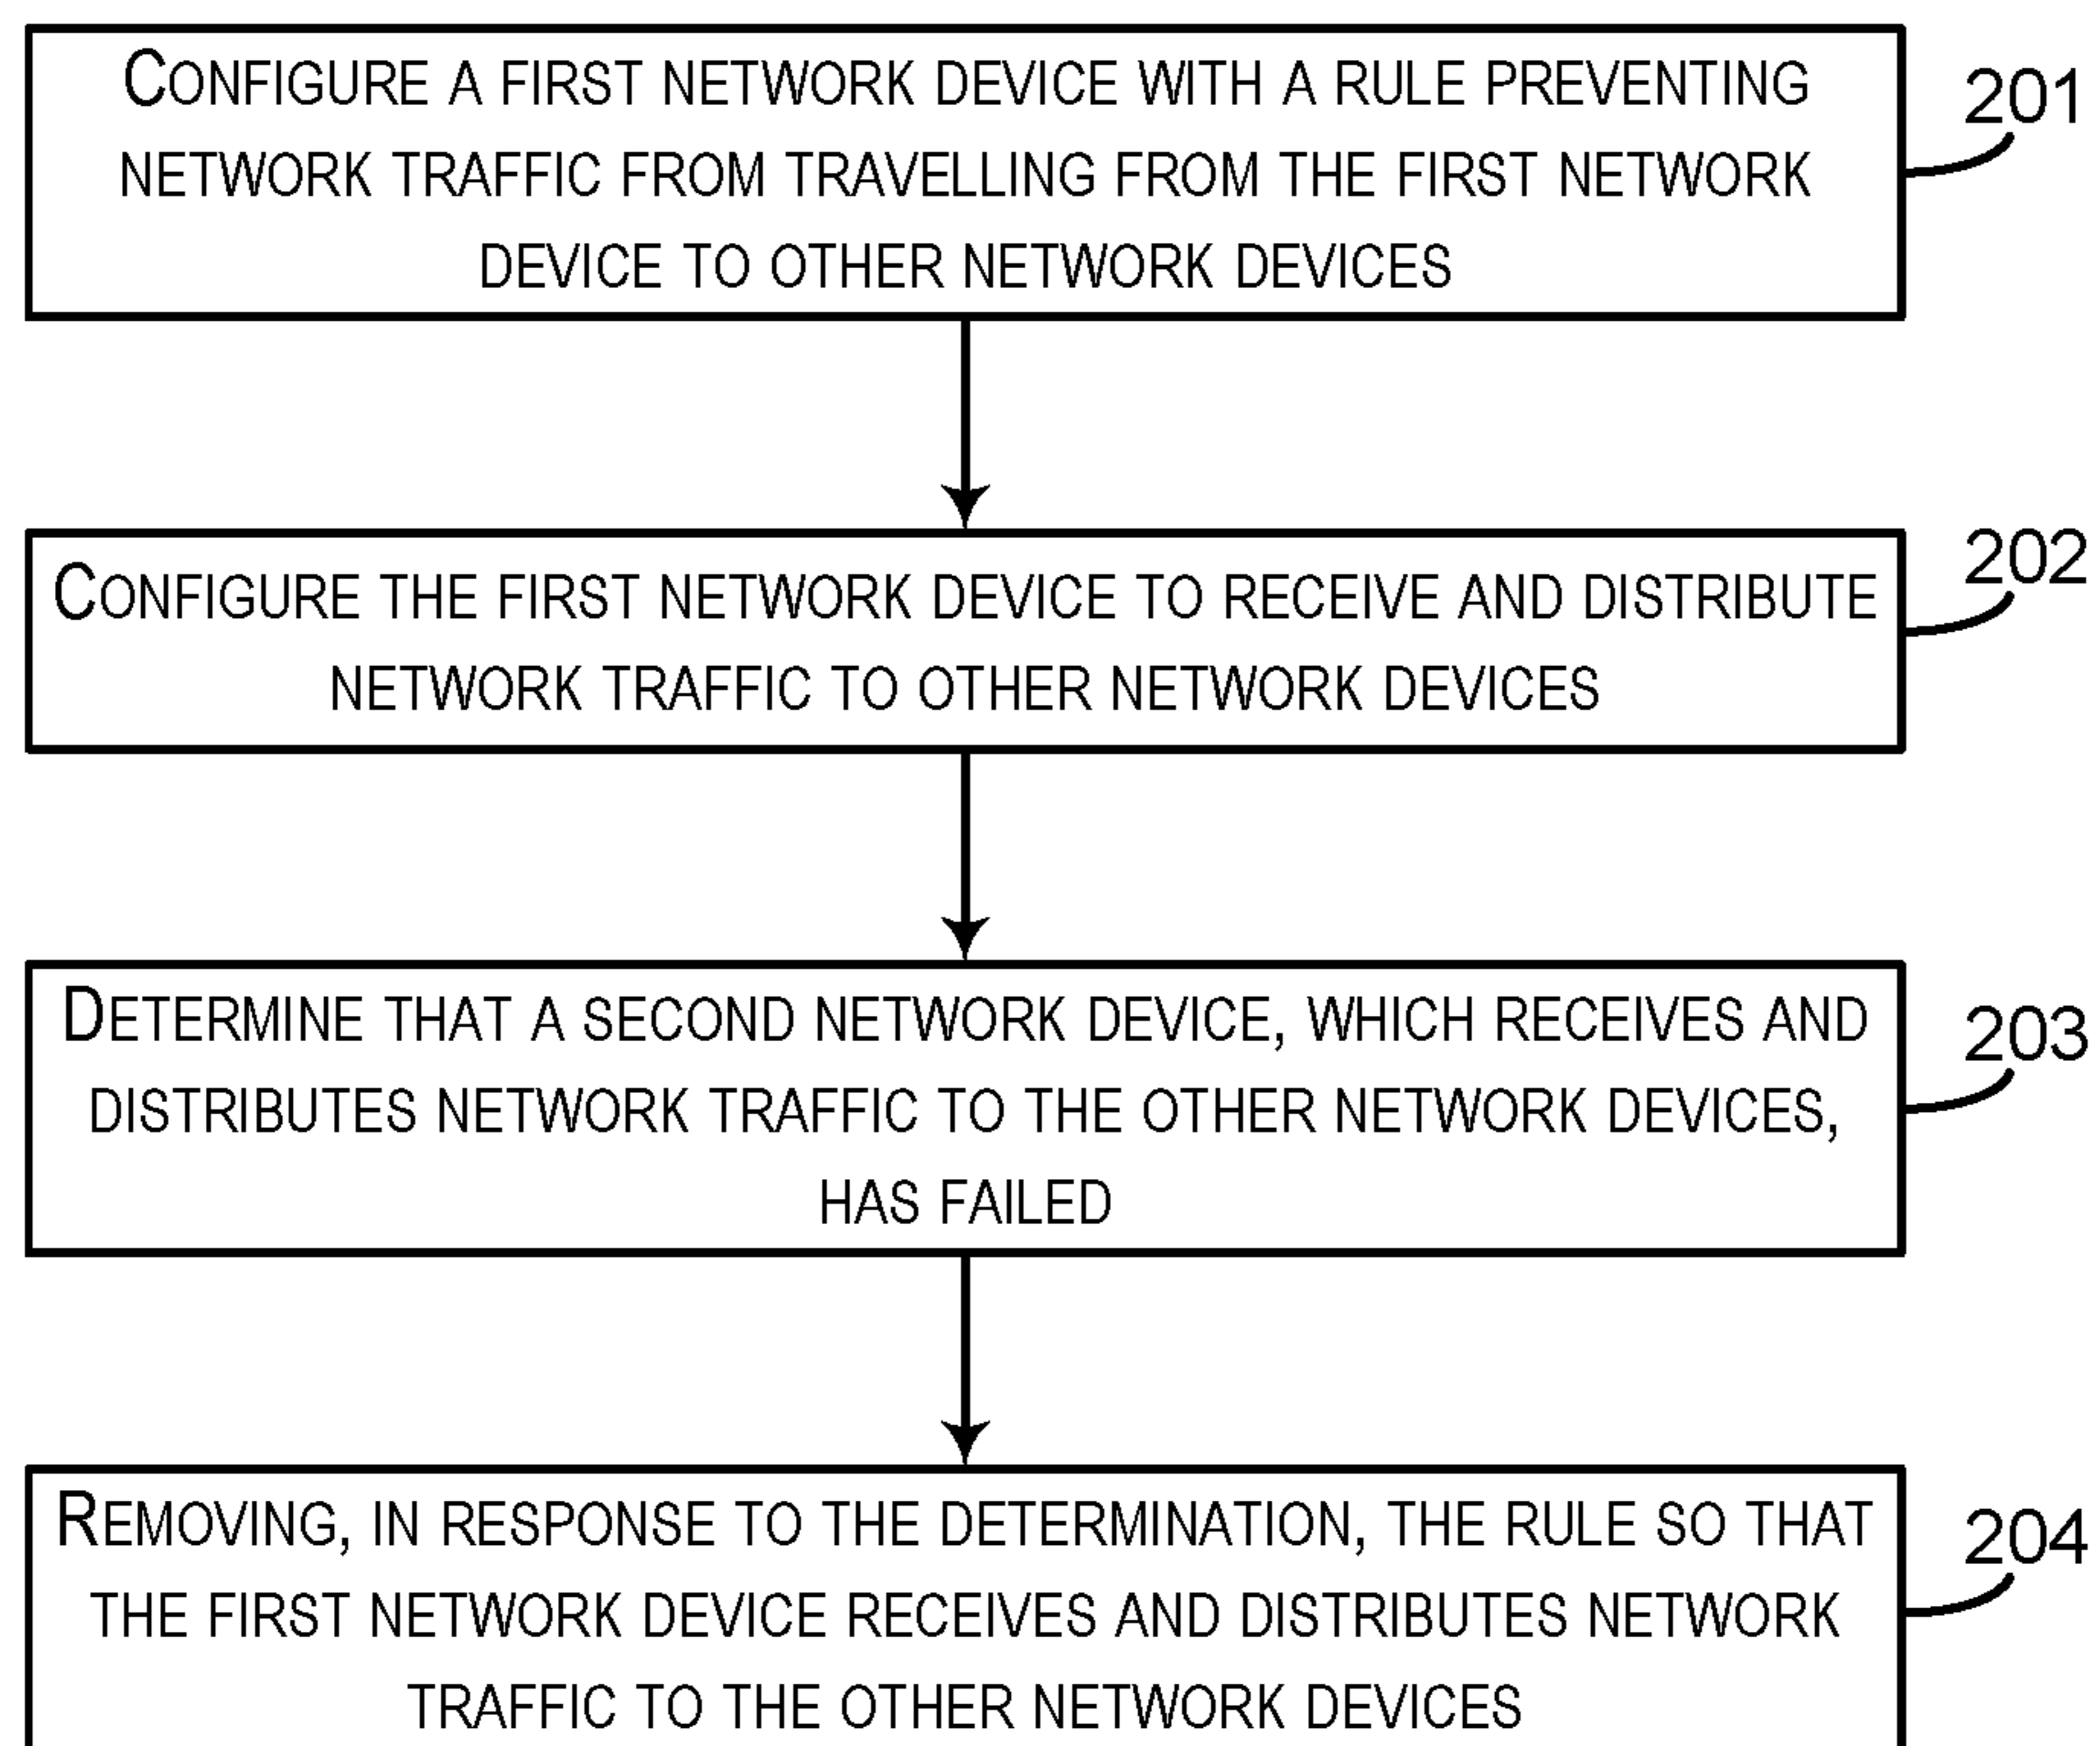 CONFIGURE A FIRST NETWORK DEVICE WITH A RULE PREVENTING
NETWORK TRAFFIC FROM TRAVELLING FROM THE FIRST NETWORK
DEVICE TO OTHER NETWORK DEVICES
201
CONFIGURE THE FIRST NETWORK DEVICE TO RECEIVE AND DISTRIBUTE
NETWORK TRAFFIC TO OTHER NETWORK DEVICES
202
DETERMINE THAT A SECOND NETWORK DEVICE, WHICH RECEIVES AND
DISTRIBUTES NETWORK TRAFFIC TO THE OTHER NETWORK DEVICES,
HAS FAILED
203
REMOVING, IN RESPONSE TO THE DETERMINATION, THE RULE SO THAT
THE FIRST NETWORK DEVICE RECEIVES AND DISTRIBUTES NETWORK
TRAFFIC TO THE OTHER NETWORK DEVICES
204